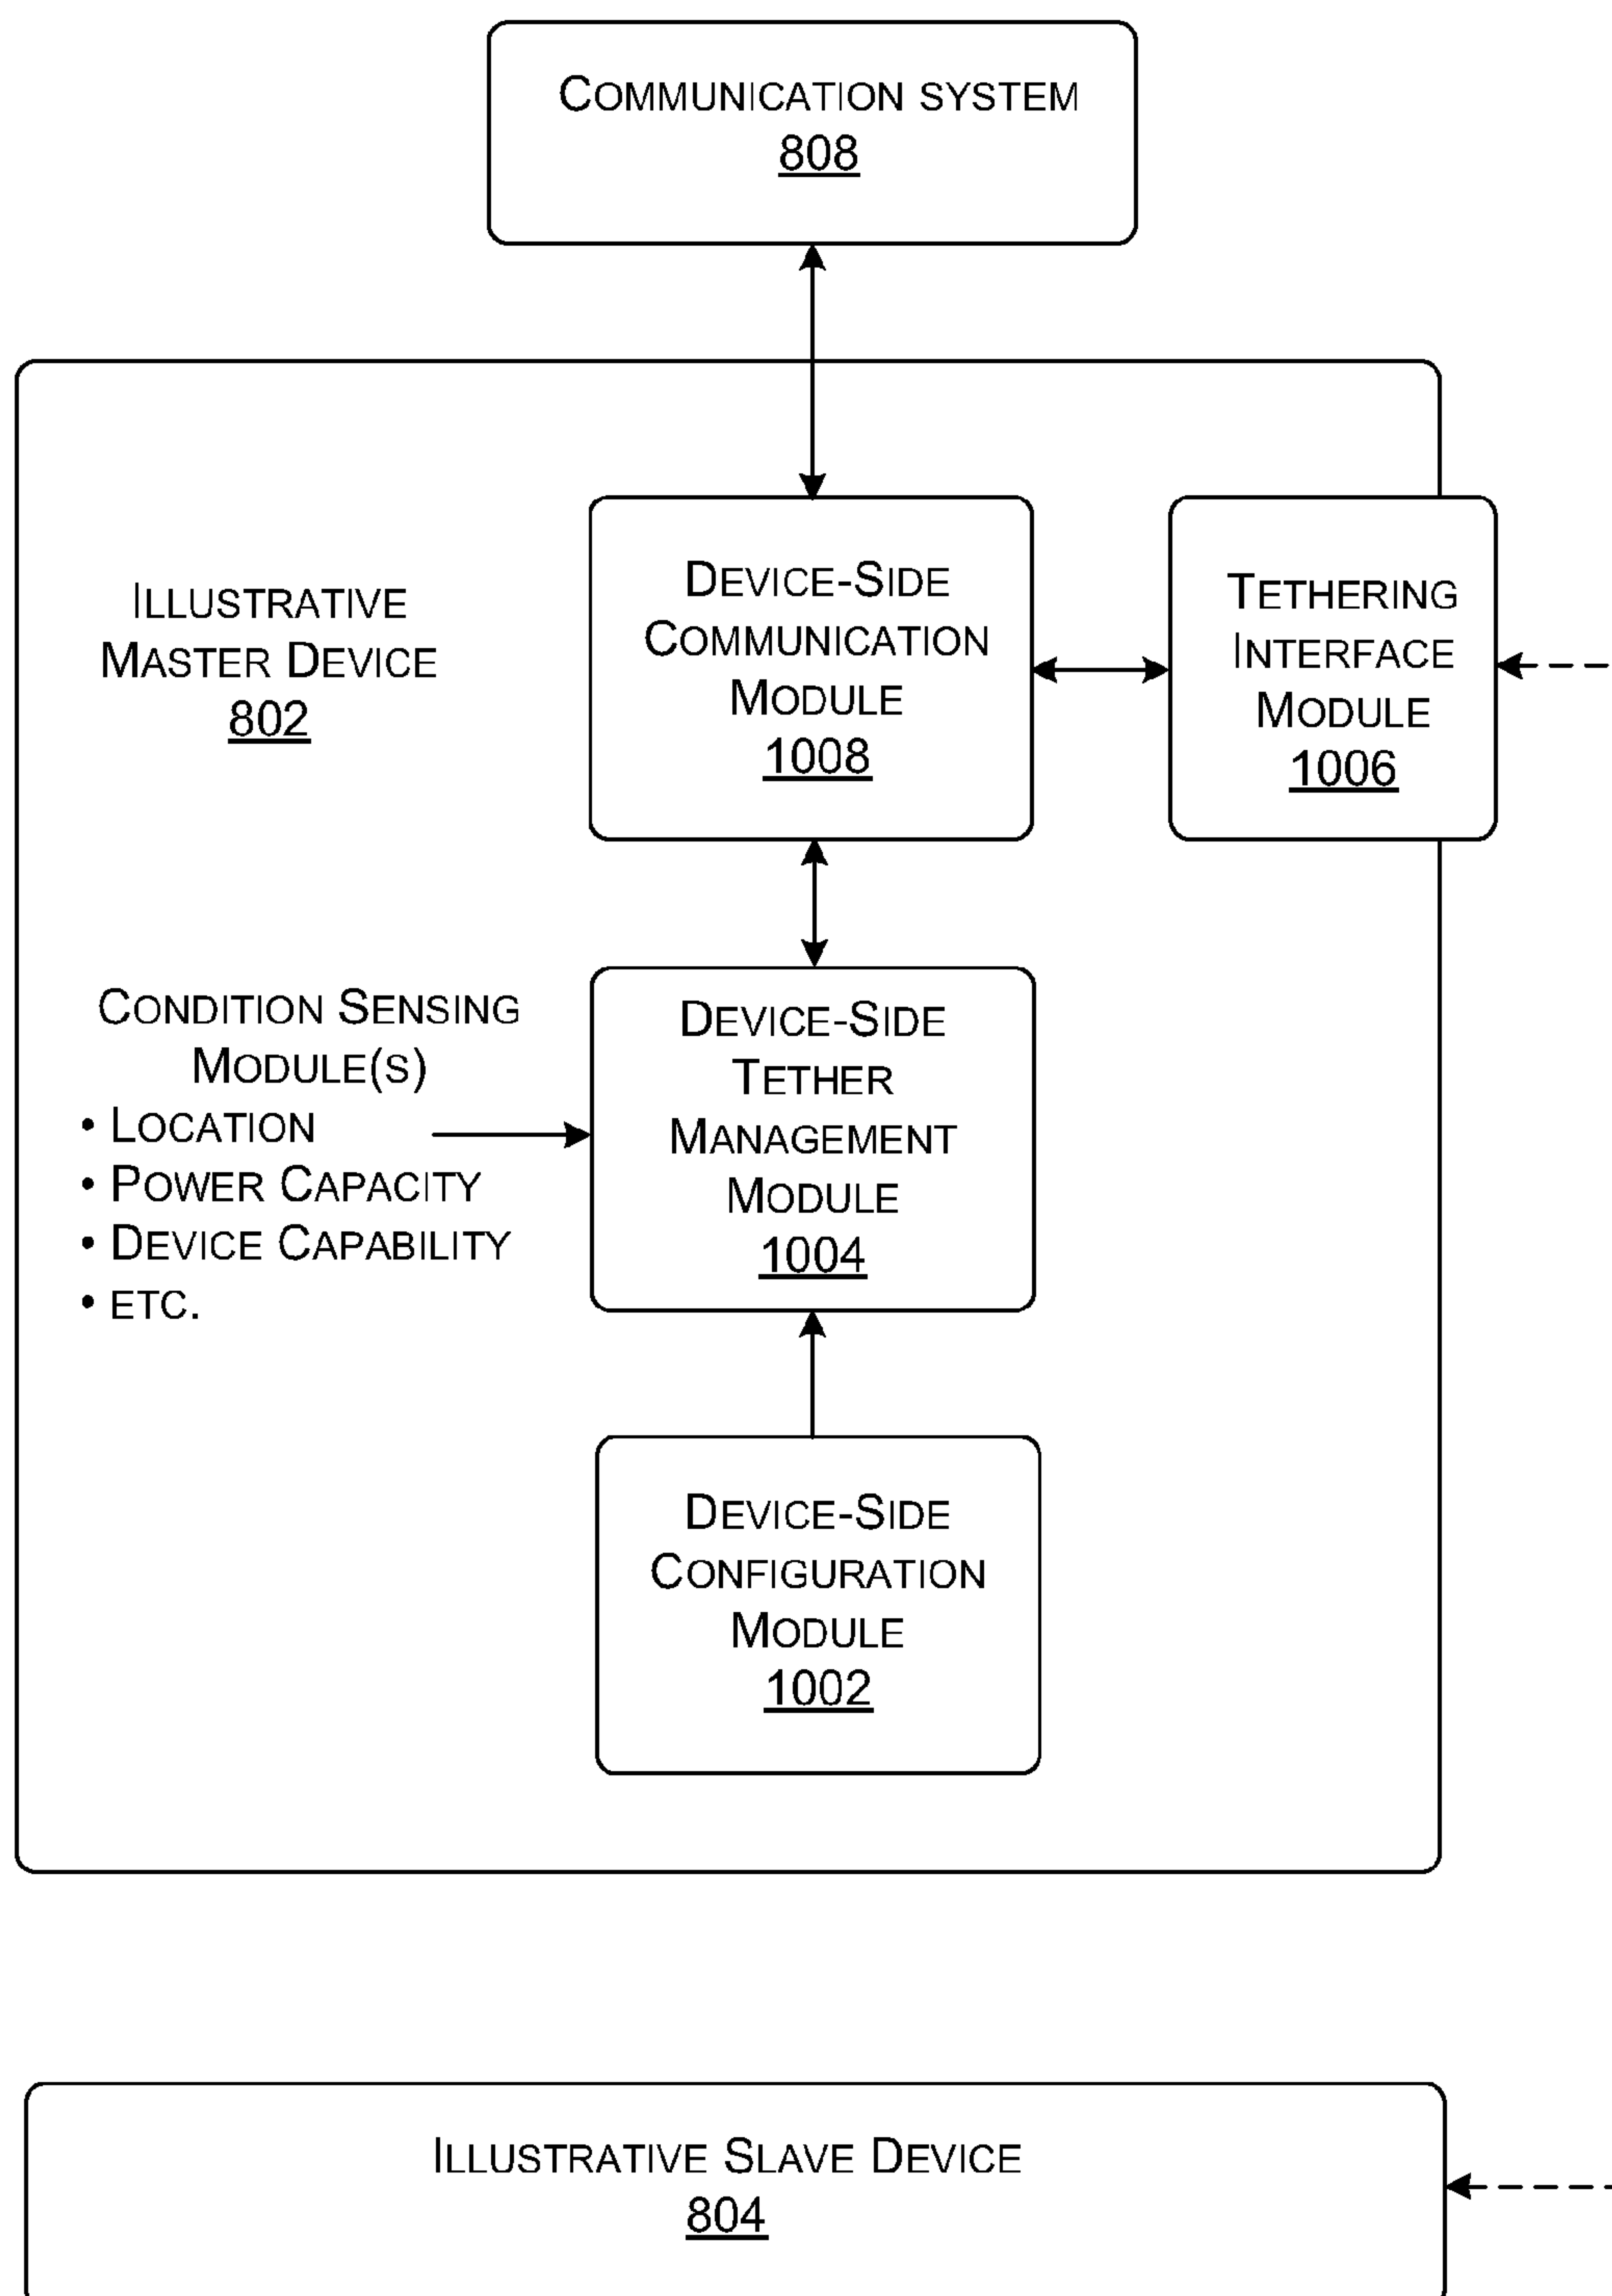 COMMUNICATION SYSTEM
808
ILLUSTRATIVE
MASTER DEVICE
802
DEVICE-SIDE
COMMUNICATION
MODULE
1008
TETHERING
INTERFACE
MODULE
1006
CONDITION SENSING
MODULE(S)
• LOCATION
• POWER CAPACITY
• DEVICE CAPABILITY
• ETC.
DEVICE-SIDE
TETHER
MANAGEMENT
MODULE
1004
DEVICE-SIDE
CONFIGURATION
MODULE
1002
ILLUSTRATIVE SLAVE DEVICE
804